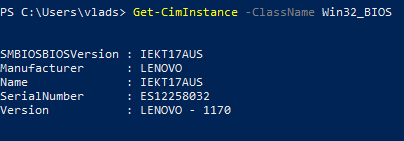 PS C:\Users\vlads> Get-CimInstance -ClassName Win32_BIOS
SMBIOSBIOSVersion : IEKT17AUS
Manufacturer : LENOVO
Name : IEKT17AUS
SerialNumber : ES12258032
Version : LENOVO - 1170